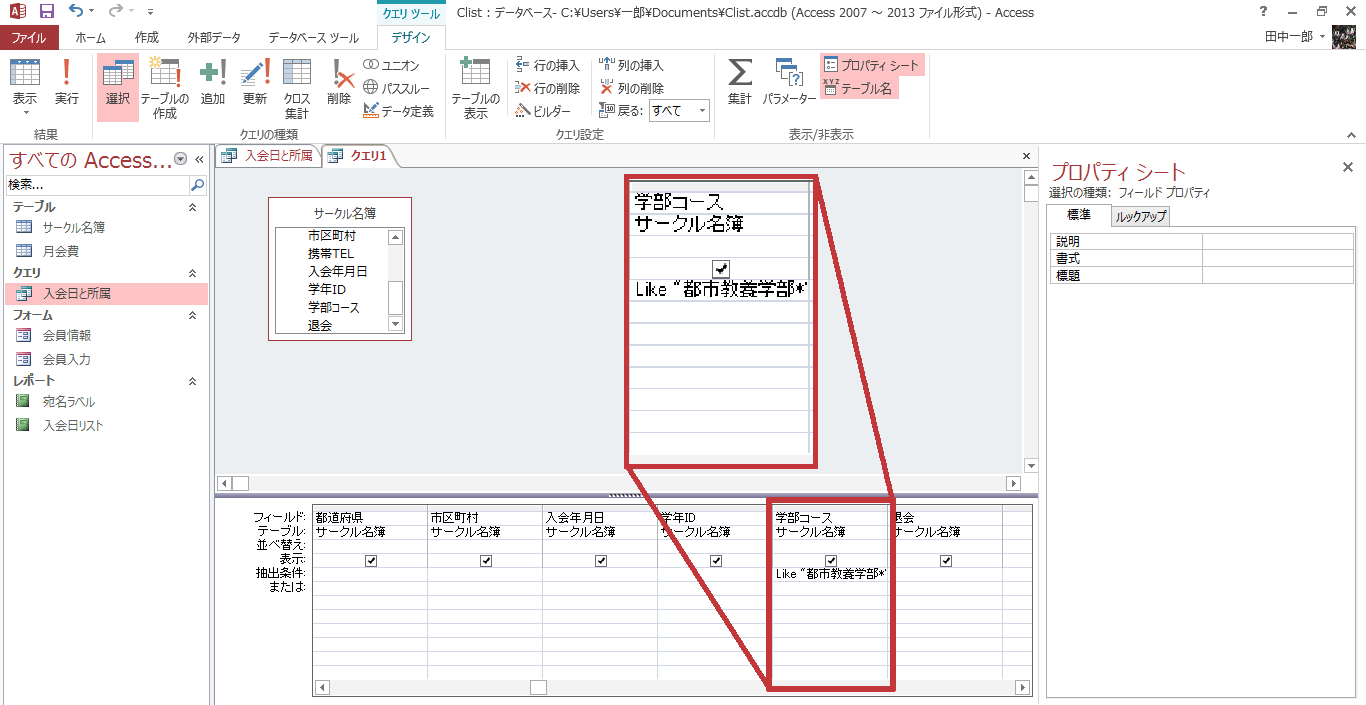 クエリ ツール
Clist : データベース- C:¥Users¥一郎¥Documents¥Clist.accdb (Access 2007 ～ 2013 ファイル形式) - Access
ファイル ホーム 作成 外部データ データベース ツール デザイン
田中一郎
表示
実行
結果
選択
テーブルの
作成
追加
更新
クロス
集計
削除
ユニオン
パススルー
データ定義
クエリの種類
テーブルの
表示
行の挿入
行の削除
ビルダー
列の挿入
列の削除
戻る: すべて
クエリ設定
集計
パラメーター
プロパティ シート
XYZ
テーブル名
表示/非表示
すべての Access...
検索...
テーブル
サークル名簿
月会費
クエリ
入会日と所属
フォーム
会員情報
会員入力
レポート
宛名ラベル
入会日リスト
入会日と所属 クエリ1
サークル名簿
市区町村
携帯TEL
入会年月日
学年ID
学部コース
退会
学部コース
サークル名簿
Like "都市教養学部*"
フィールド: 都道府県 市区町村 入会年月日 学年ID 学部コース 退会
テーブル: サークル名簿 サークル名簿 サークル名簿 サークル名簿 サークル名簿 サークル名簿
並べ替え:
表示:
抽出条件: Like "都市教養学部*"
または:
プロパティ シート
選択の種類: フィールド プロパティ
標準 ルックアップ
説明
書式
標題